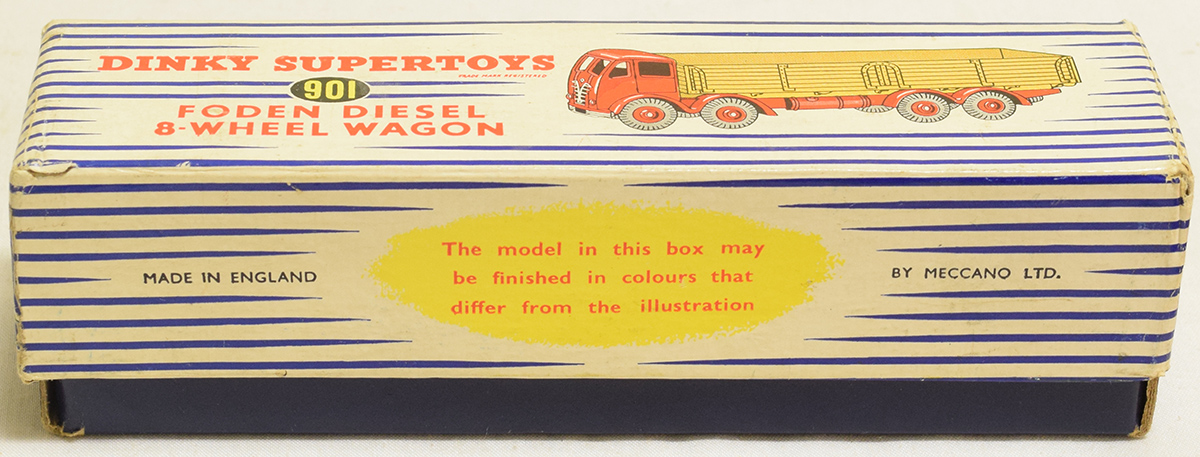 DINKY SUPERTOYS
TRADE MARK REGISTERED
901
FODEN DIESEL
8-WHEEL WAGON
The model in this box may
be finished in colours that
differ from the illustration
MADE IN ENGLAND
BY MECCANO LTD.